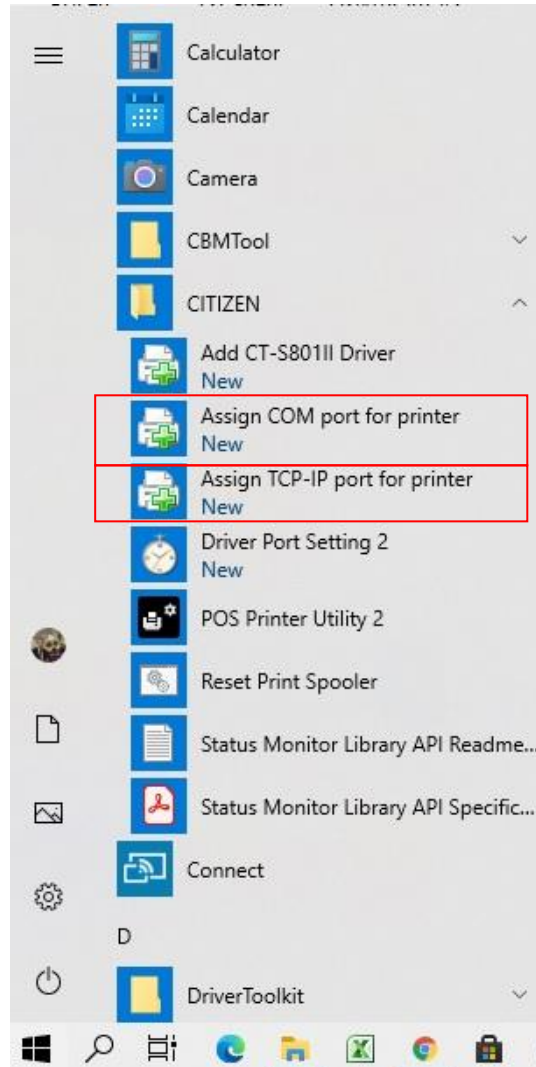 Calculator
Calendar
Camera
CBMTool
CITIZEN
Add CT-S801II Driver
New
Assign COM port for printer
New
Assign TCP-IP port for printer
New
Driver Port Setting 2
New
POS Printer Utility 2
Reset Print Spooler
Status Monitor Library API Readme...
Status Monitor Library API Specific...
Connect
D
DriverToolkit